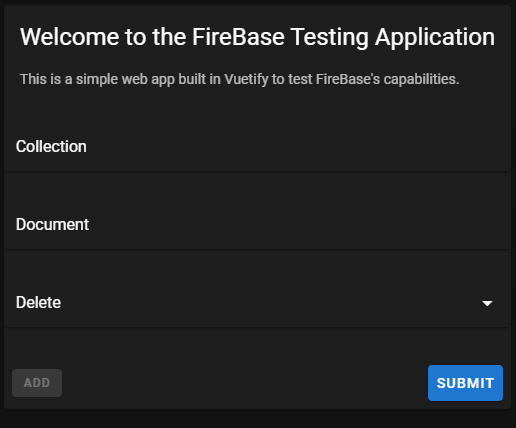 Welcome to the FireBase Testing Application
This is a simple web app built in Vuetify to test FireBase's capabilities.
Collection
Document
Delete
ADD
SUBMIT